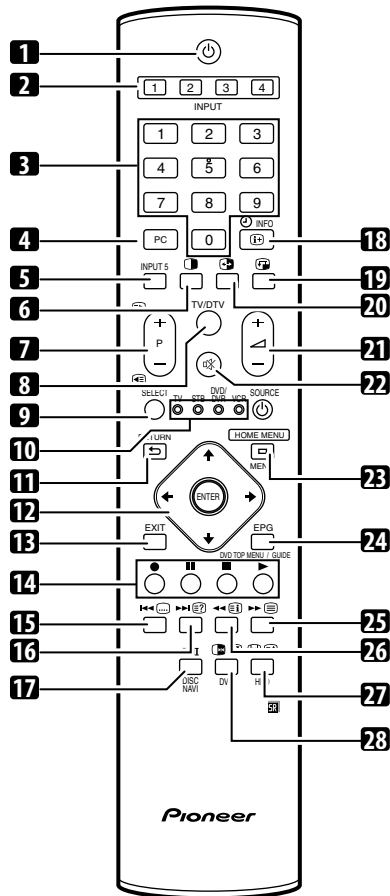 1
2
1 2 3 4
INPUT
3
1 2 3
4 5 6
7 8 9
0
INFO
i+
18
4
PC
5
INPUT 5
19
6
20
TV/DTV
7
+
P
−
+
−
21
8
22
9
SELECT
TV STB DVD/DVR VCR
SOURCE
10
11
HOME MENU
23
12
ENTER
13
EXIT
EPG
24
DVD TOP MENU / GUIDE
14
15
25
16
26
17
DISC
NAVI
27
SR
28
Pioneer